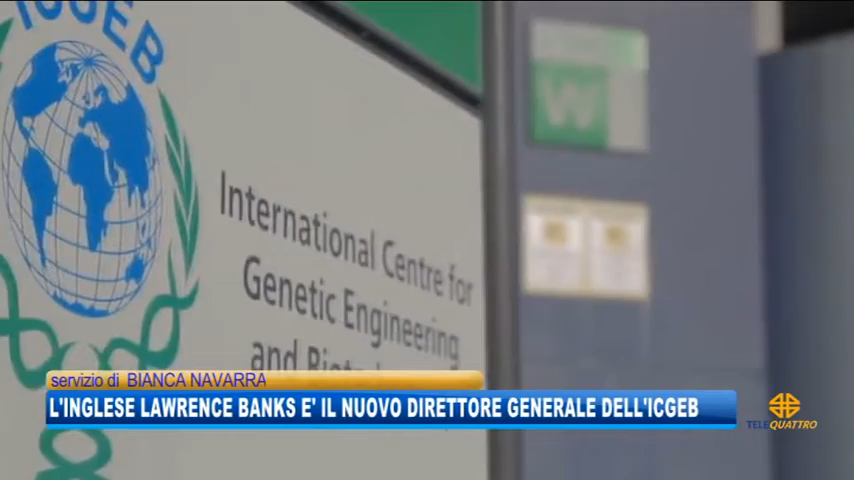 ICGEB
International Centre for
Genetic Engineering
and
W
servizio di BIANCA NAVARRA
L'INGLESE LAWRENCE BANKS E' IL NUOVO DIRETTORE GENERALE DELL'ICGEB
TELEQUATTRO